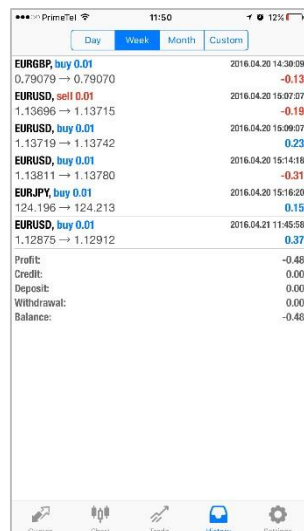 PrimeTel 11:50 12%
Day Week Month Custom
EURGBP, buy 0.01 2016.04.20 14:30:09
0.79079 → 0.79070 -0.13
EURUSD, sell 0.01 2016.04.20 15:07:07
1.13696 → 1.13715 -0.19
EURUSD, buy 0.01 2016.04.20 15:09:07
1.13719 → 1.13742 0.23
EURUSD, buy 0.01 2016.04.20 15:14:18
1.13811 → 1.13780 -0.31
EURJPY, buy 0.01 2016.04.20 15:16:20
124.196 → 124.213 0.15
EURUSD, buy 0.01 2016.04.21 11:45:58
1.12875 → 1.12912 0.37
Profit: -0.48
Credit: 0.00
Deposit: 0.00
Withdrawal: 0.00
Balance: -0.48
Quotes Chart Trade History Settings